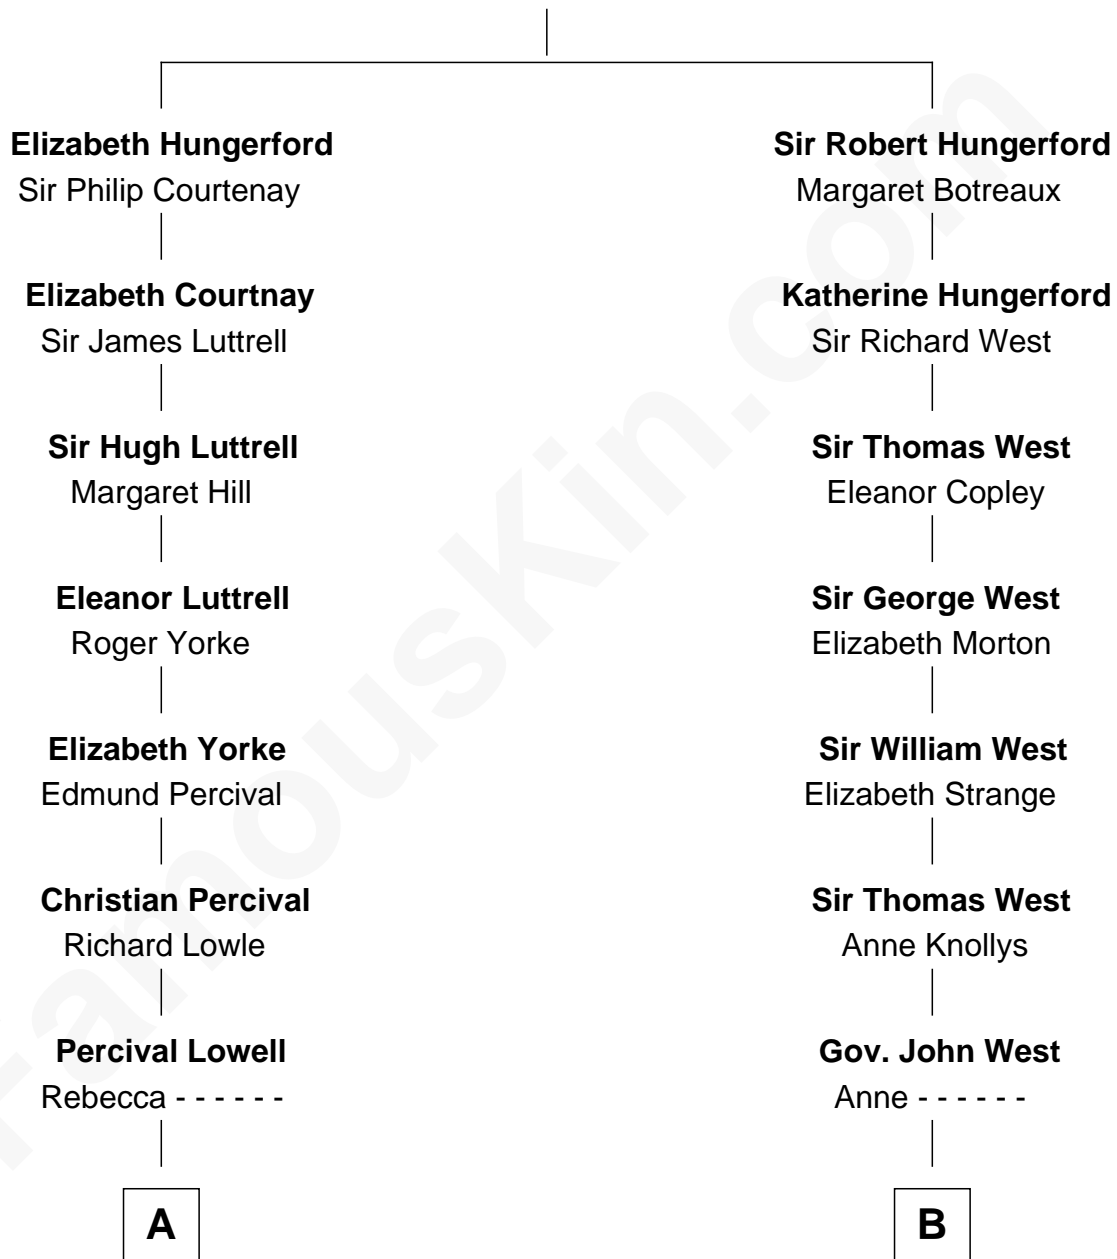 Elizabeth Hungerford
Sir Philip Courtenay
Elizabeth Courtnay
Sir James Luttrell
Sir Hugh Luttrell
Margaret Hill
Eleanor Luttrell
Roger Yorke
Elizabeth Yorke
Edmund Percival
Christian Percival
Richard Lowle
Percival Lowell
Rebecca - - - - - -
A
Sir Robert Hungerford
Margaret Botreaux
Katherine Hungerford
Sir Richard West
Sir Thomas West
Eleanor Copley
Sir George West
Elizabeth Morton
Sir William West
Elizabeth Strange
Sir Thomas West
Anne Knollys
Gov. John West
Anne - - - - - -
B
FamousKin.com